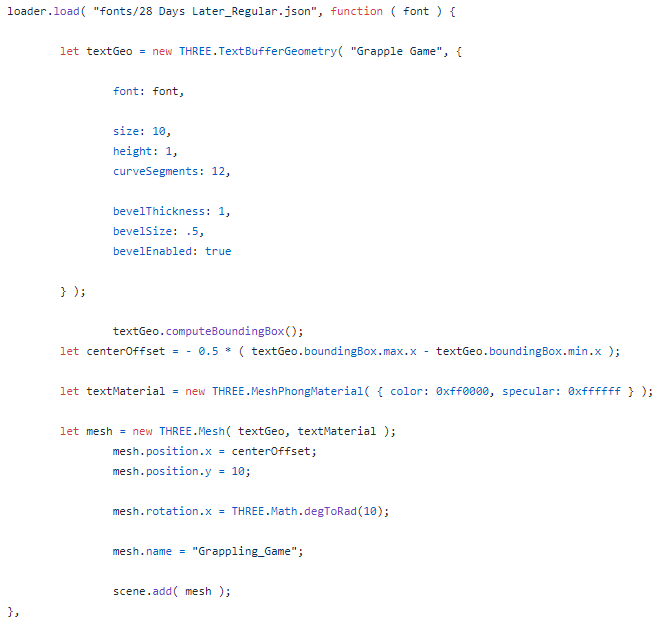 loader.load( "fonts/28 Days Later_Regular.json", function ( font ) {
let textGeo = new THREE.TextBufferGeometry( "Grapple Game", {
font: font,
size: 10,
height: 1,
curveSegments: 12,
bevelThickness: 1,
bevelSize: .5,
bevelEnabled: true
} );
textGeo.computeBoundingBox();
let centerOffset = - 0.5 * ( textGeo.boundingBox.max.x - textGeo.boundingBox.min.x );
let textMaterial = new THREE.MeshPhongMaterial( { color: 0xff0000, specular: 0xffffff } );
let mesh = new THREE.Mesh( textGeo, textMaterial );
mesh.position.x = centerOffset;
mesh.position.y = 10;
mesh.rotation.x = THREE.Math.degToRad(10);
mesh.name = "Grappling_Game";
scene.add( mesh );
},